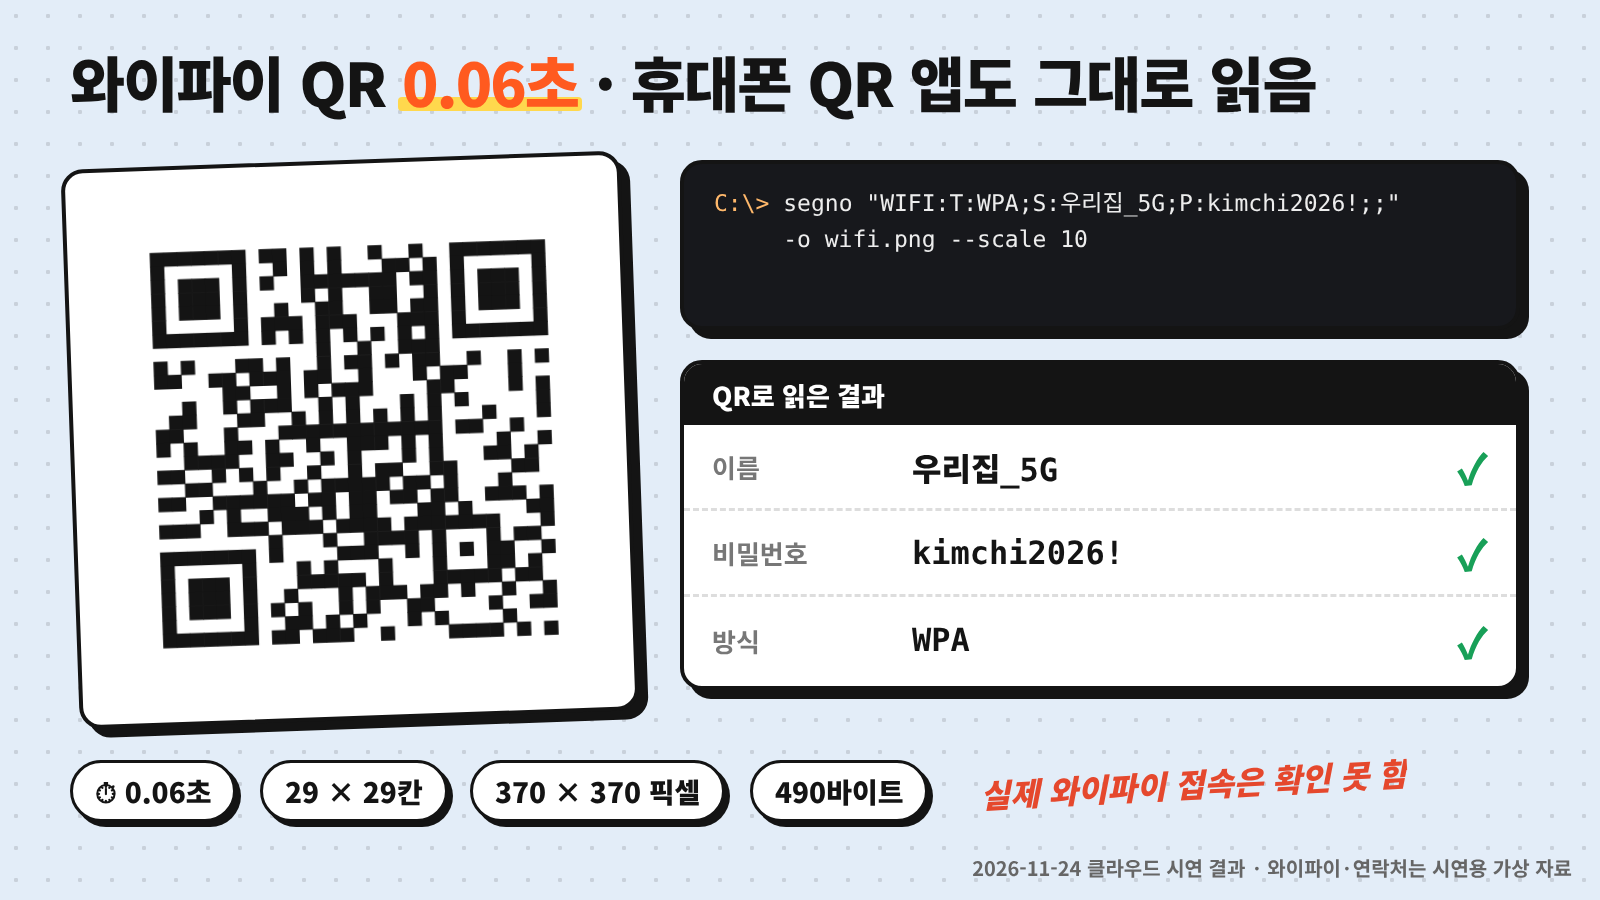 와이파이 QR 0.06초 · 휴대폰 QR 앱도 그대로 읽음
C:\> segno "WIFI:T:WPA;S:우리집_5G;P:kimchi2026!;;"
-o wifi.png --scale 10
QR로 읽은 결과
이름 우리집_5G ✓
비밀번호 kimchi2026! ✓
방식 WPA ✓
⏱ 0.06초
29 × 29칸
370 × 370 픽셀
490바이트
실제 와이파이 접속은 확인 못 힘
2026-11-24 클라우드 시연 결과 · 와이파이·연락처는 시연용 가상 자료